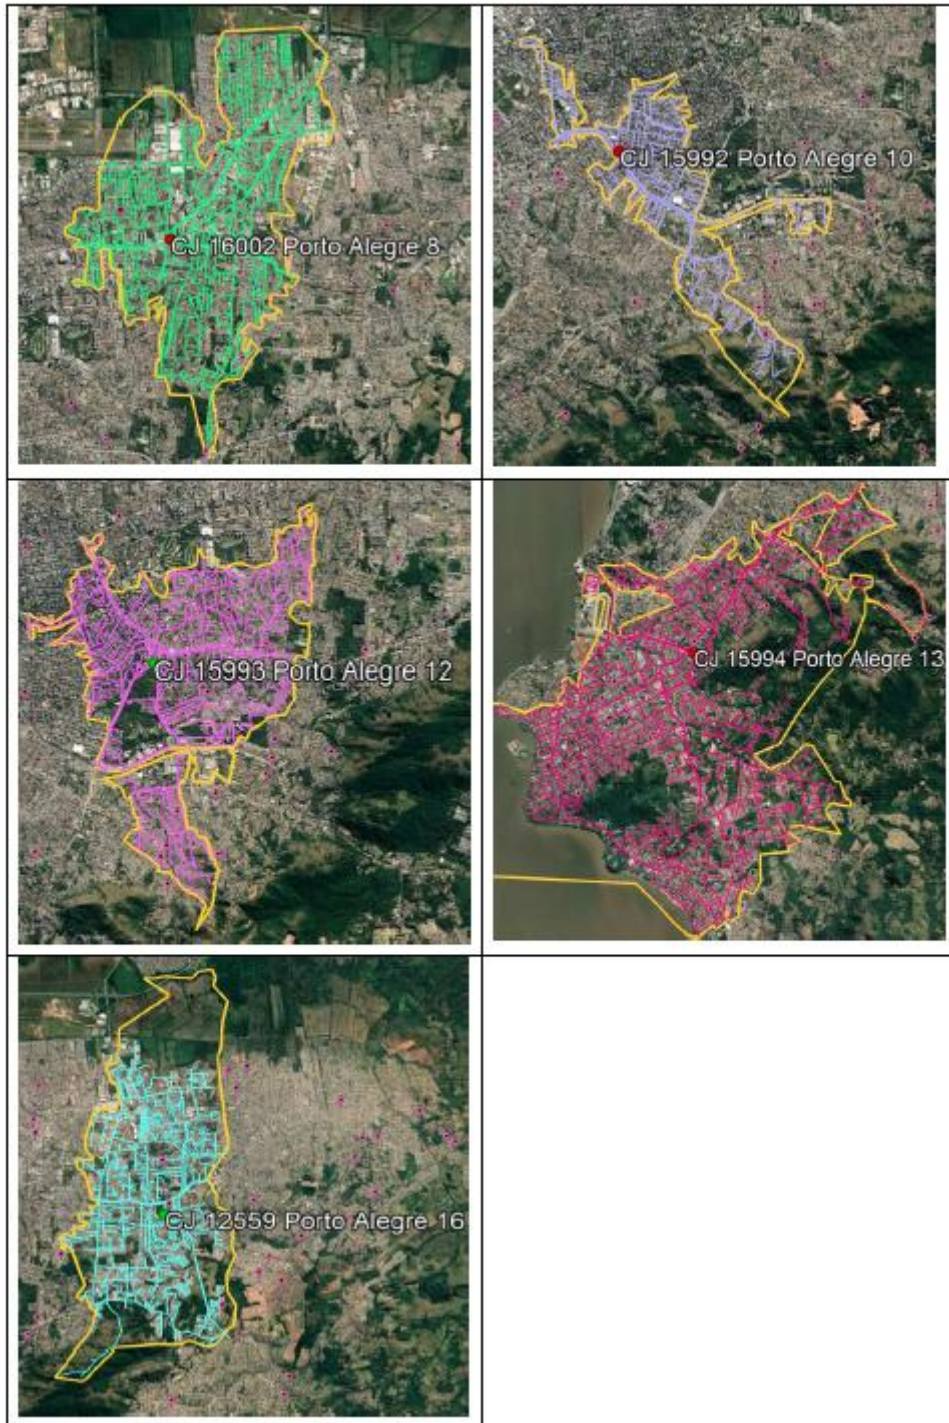 CJ 16002 Porto Alegre 8
CJ 15992 Porto Alegre 10
CJ 15993 Porto Alegre 12
CJ 15994 Porto Alegre 13
CJ 12559 Porto Alegre 16